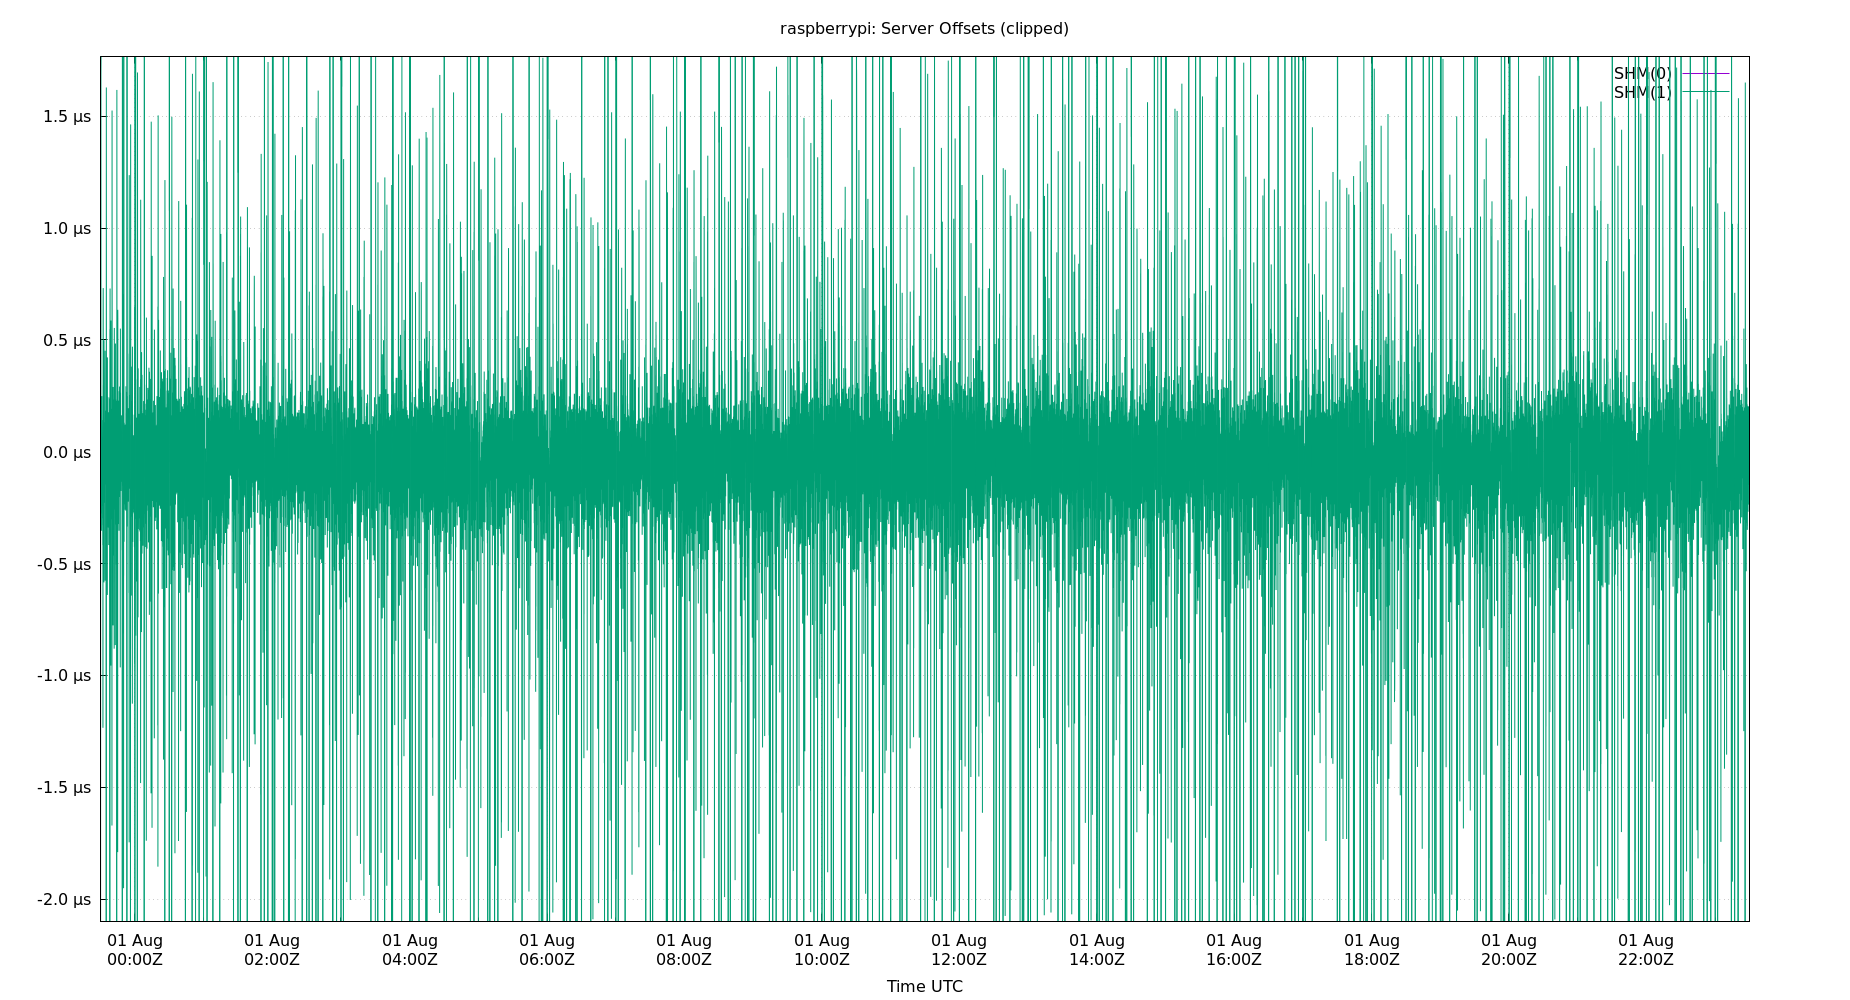 raspberrypi: Server Offsets (clipped)
SHM(0)
SHM(1)
1.5 µs
1.0 µs
0.5 µs
0.0 µs
-0.5 µs
-1.0 µs
-1.5 µs
-2.0 µs
01 Aug 01 Aug 01 Aug 01 Aug 01 Aug 01 Aug 01 Aug 01 Aug 01 Aug 01 Aug 01 Aug 01 Aug
00:00Z 02:00Z 04:00Z 06:00Z 08:00Z 10:00Z 12:00Z 14:00Z 16:00Z 18:00Z 20:00Z 22:00Z
Time UTC